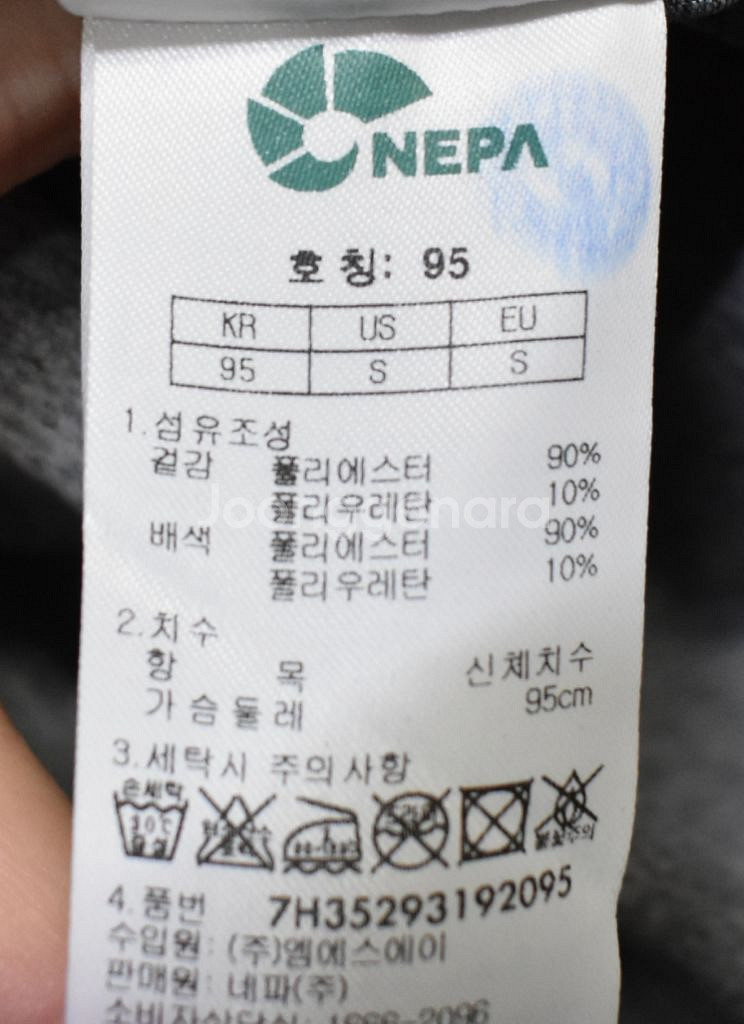 NEPA
호칭: 95
KR US EU
95 S S
1.섬유조성
겉감 폴리에스터 90%
폴리우레탄 10%
배색 폴리에스터 90%
폴리우레탄 10%
2.치수
항 목 신체치수
가슴둘레 95cm
3.세탁시 주의사항
손세탁
30℃
4.품번 7H35293192095
수입원: (주)엠에스에이
판매원: 네파(주)